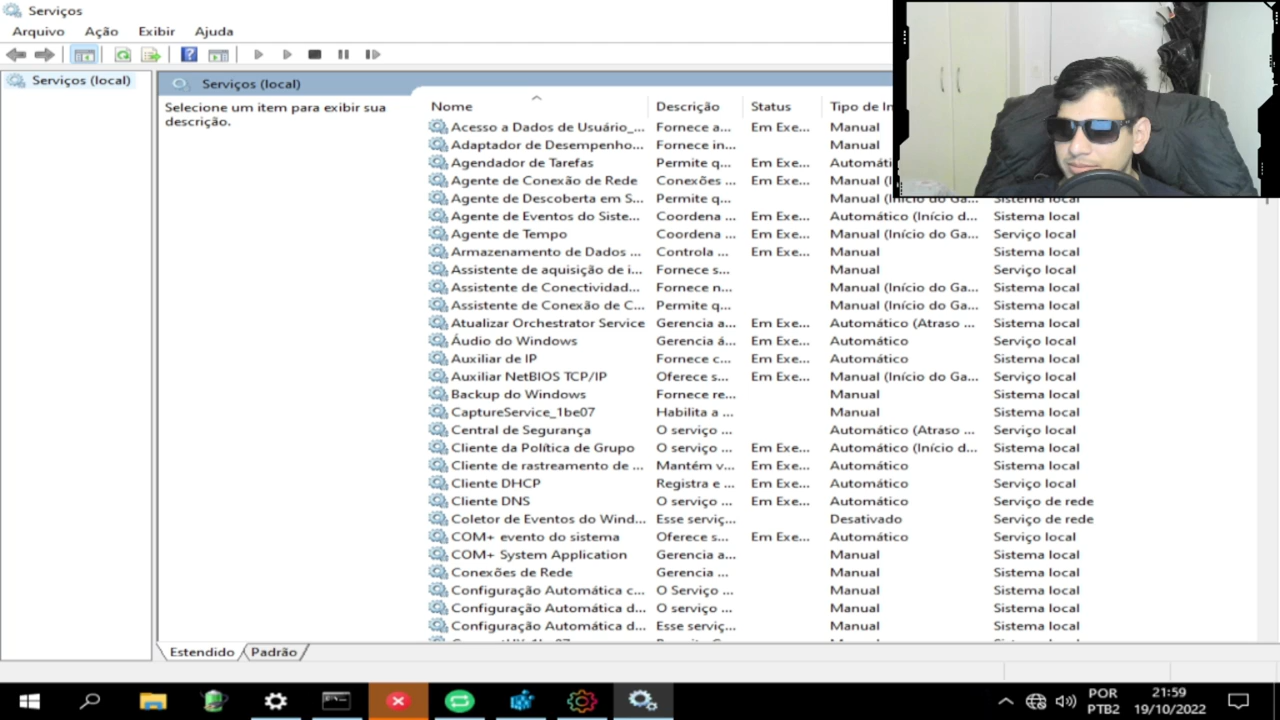 Serviços
Arquivo Ação Exibir Ajuda
Serviços (local)
Serviços (local)
Selecione um item para exibir sua
descrição.
Nome Descrição Status Tipo de In
Acesso a Dados de Usuário_... Fornece a... Em Exe... Manual
Adaptador de Desempenho... Fornece in... Manual
Agendador de Tarefas Permite q... Em Exe... Automáti
Agente de Conexão de Rede Conexões ... Em Exe... Manual (I
Agente de Descoberta em S... Permite q... Manual (Início do Ga... Sistema local
Agente de Eventos do Siste... Coordena ... Em Exe... Automático (Início d... Sistema local
Agente de Tempo Coordena ... Em Exe... Manual (Início do Ga... Serviço local
Armazenamento de Dados ... Controla ... Em Exe... Manual Sistema local
Assistente de aquisição de i... Fornece s... Manual Serviço local
Assistente de Conectividad... Fornece n... Manual (Início do Ga... Sistema local
Assistente de Conexão de C... Permite q... Manual (Início do Ga... Sistema local
Atualizar Orchestrator Service Gerencia a... Em Exe... Automático (Atraso ... Sistema local
Áudio do Windows Gerencia á... Em Exe... Automático Serviço local
Auxiliar de IP Fornece c... Em Exe... Automático Sistema local
Auxiliar NetBIOS TCP/IP Oferece s... Em Exe... Manual (Início do Ga... Serviço local
Backup do Windows Fornece re... Manual Sistema local
CaptureService_1be07 Habilita a ... Manual Sistema local
Central de Segurança O serviço ... Automático (Atraso ... Serviço local
Cliente da Política de Grupo O serviço ... Em Exe... Automático (Início d... Sistema local
Cliente de rastreamento de ... Mantém v... Em Exe... Automático Sistema local
Cliente DHCP Registra e ... Em Exe... Automático Serviço local
Cliente DNS O serviço ... Em Exe... Automático Serviço de rede
Coletor de Eventos do Wind... Esse serviç... Desativado Serviço de rede
COM+ evento do sistema Oferece s... Em Exe... Automático Serviço local
COM+ System Application Gerencia a... Manual Sistema local
Conexões de Rede Gerencia ... Manual Sistema local
Configuração Automática c... O Serviço ... Manual Sistema local
Configuração Automática d... O serviço ... Manual Sistema local
Configuração Automática d... Esse serviç... Manual Sistema local
Estendido Padrão
POR 21:59
PTB2 19/10/2022